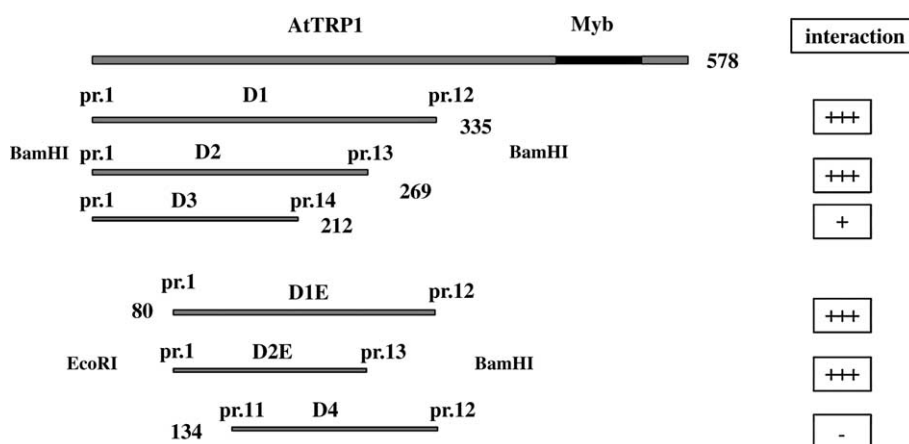 AtTRP1 Myb interaction
578
pr.1 D1 pr.12
335 +++
BamHI pr.1 D2 pr.13 BamHI
269 +++
pr.1 D3 pr.14
212 +
pr.1 D1E pr.12
80 +++
EcoRI pr.1 D2E pr.13 BamHI
+++
pr.11 D4 pr.12
134 -